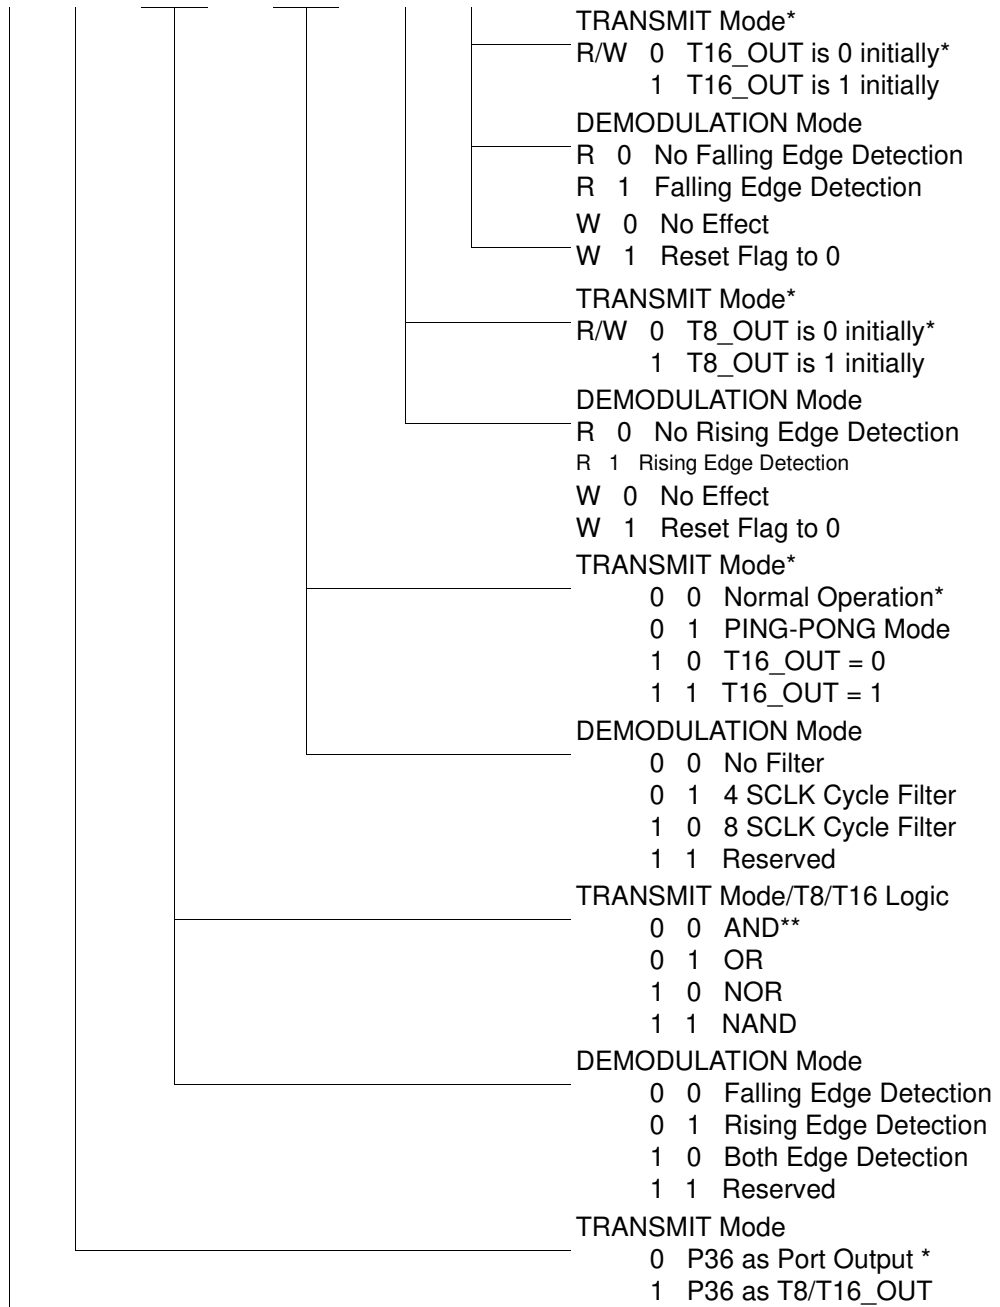 TRANSMIT Mode*
R/W 0 T16_OUT is 0 initially*
1 T16_OUT is 1 initially
DEMODULATION Mode
R 0 No Falling Edge Detection
R 1 Falling Edge Detection
W 0 No Effect
W 1 Reset Flag to 0
TRANSMIT Mode*
R/W 0 T8_OUT is 0 initially*
1 T8_OUT is 1 initially
DEMODULATION Mode
R 0 No Rising Edge Detection
R 1 Rising Edge Detection
W 0 No Effect
W 1 Reset Flag to 0
TRANSMIT Mode*
0 0 Normal Operation*
0 1 PING-PONG Mode
1 0 T16_OUT = 0
1 1 T16_OUT = 1
DEMODULATION Mode
0 0 No Filter
0 1 4 SCLK Cycle Filter
1 0 8 SCLK Cycle Filter
1 1 Reserved
TRANSMIT Mode/T8/T16 Logic
0 0 AND**
0 1 OR
1 0 NOR
1 1 NAND
DEMODULATION Mode
0 0 Falling Edge Detection
0 1 Rising Edge Detection
1 0 Both Edge Detection
1 1 Reserved
TRANSMIT Mode
0 P36 as Port Output *
1 P36 as T8/T16_OUT